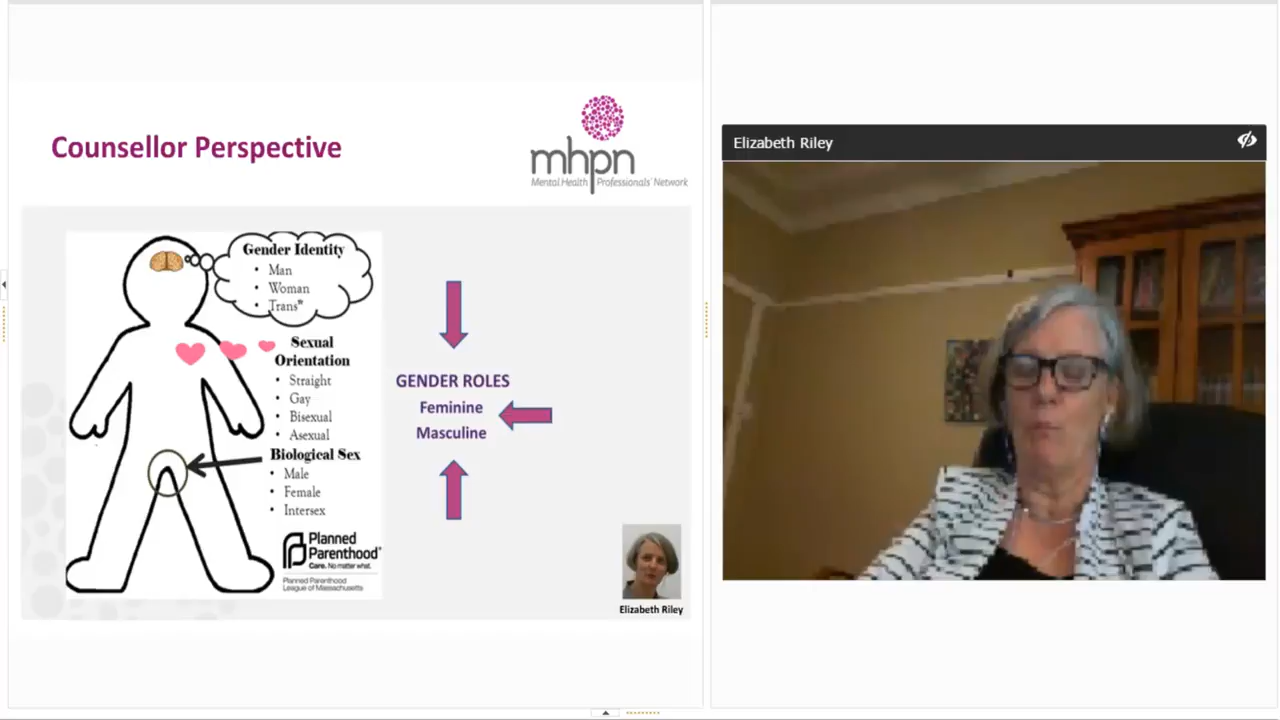 Counsellor Perspective
mhpn
Mental Health Professionals' Network
Gender Identity
• Man
• Woman
• Trans*
Sexual
Orientation
• Straight
• Gay
• Bisexual
• Asexual
Biological Sex
• Male
• Female
• Intersex
Planned
Parenthood®
Care. No matter what.
Planned Parenthood
League of Massachusetts
GENDER ROLES
Feminine
Masculine
Elizabeth Riley
Elizabeth Riley